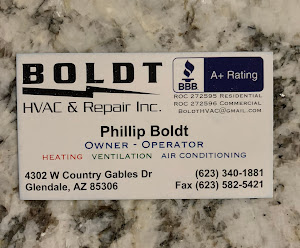 BOLDT
HVAC & Repair Inc.
BBB
A+ Rating
ROC 272595 Residential
ROC 272596 Commercial
BoldtHVAC@gmail.com
Phillip Boldt
Owner - Operator
HEATING VENTILATION AIR CONDITIONING
4302 W Country Gables Dr (623) 340-1881
Glendale, AZ 85306 Fax (623) 582-5421